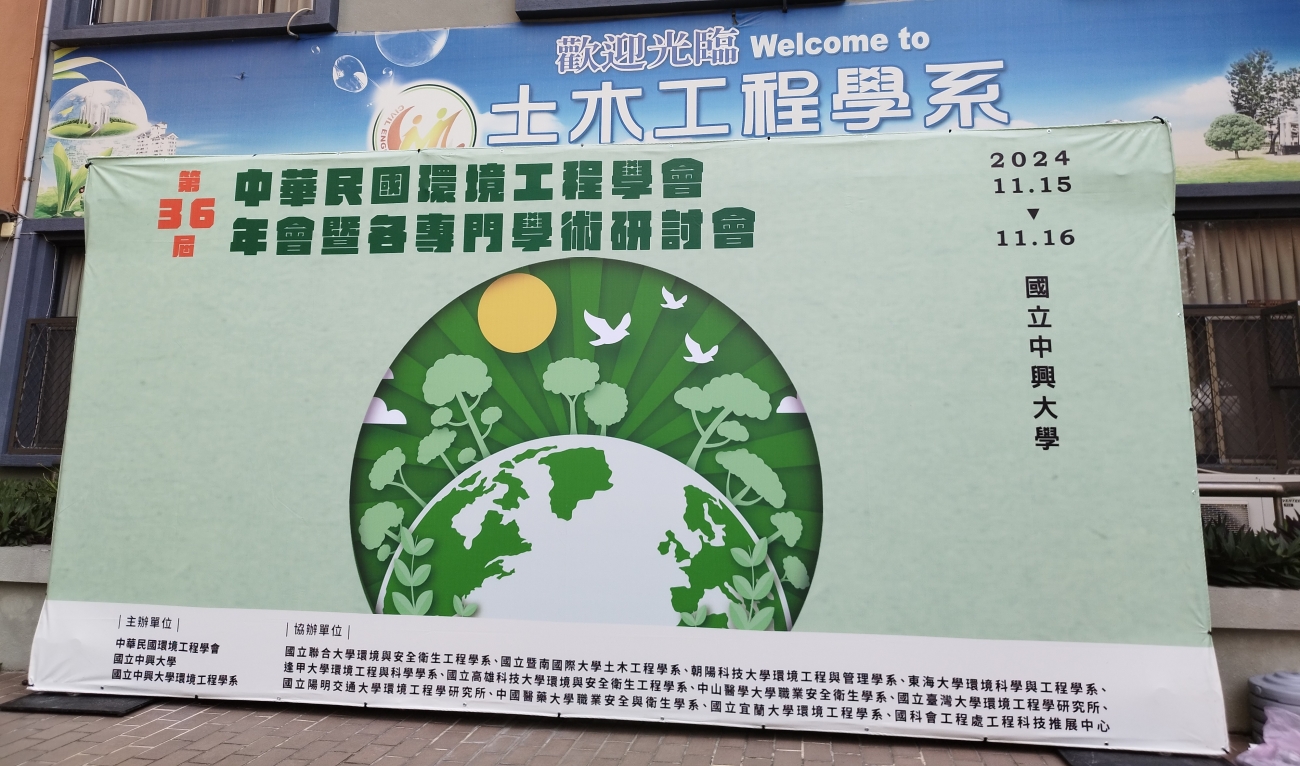 歡迎光臨 Welcome to
土木工程學系
CIVIL ENG
第
36
屆
中華民國環境工程學會
年會暨各專門學術研討會
2024
11.15
▼
11.16
國立中興大學
|主辦單位|
中華民國環境工程學會
國立中興大學
國立中興大學環境工程學系
|協辦單位|
國立聯合大學環境與安全衛生工程學系、國立暨南國際大學土木工程學系、朝陽科技大學環境工程與管理學系、東海大學環境科學與工程學系、
逢甲大學環境工程與科學學系、國立高雄科技大學環境與安全衛生工程學系、中山醫學大學職業安全衛生學系、國立臺灣大學環境工程學研究所、
國立陽明交通大學環境工程學研究所、中國醫藥大學職業安全與衛生學系、國立宜蘭大學環境工程學系、國科會工程處工程科技推展中心